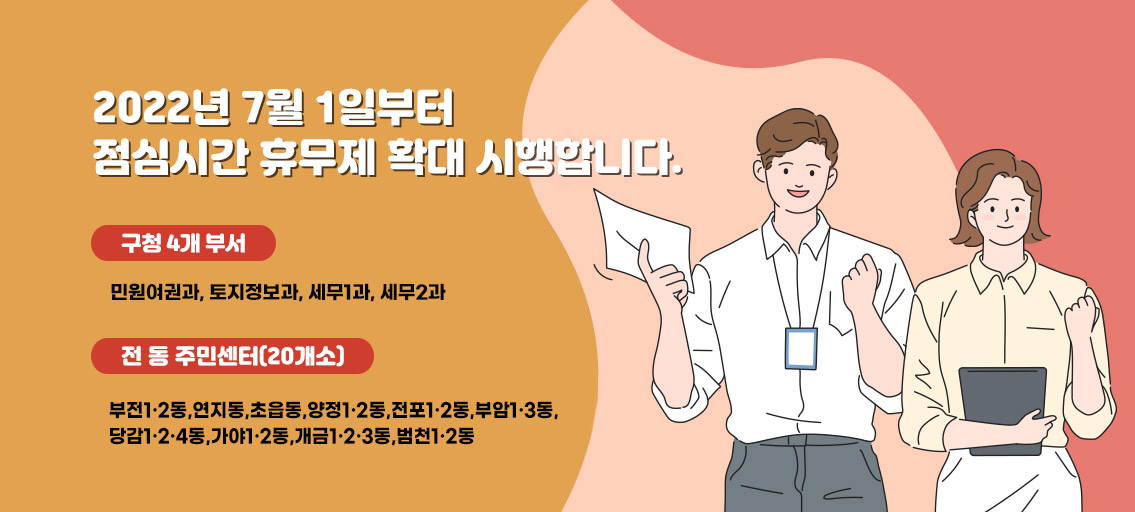 2022년 7월 1일부터
점심시간 휴무제 확대 시행합니다.
구청 4개 부서
민원여권과, 토지정보과, 세무1과, 세무2과
전 동 주민센터(20개소)
부전1·2동,연지동,초읍동,양정1·2동,전포1·2동,부암1·3동,
당감1·2·4동,가야1·2동,개금1·2·3동,범천1·2동